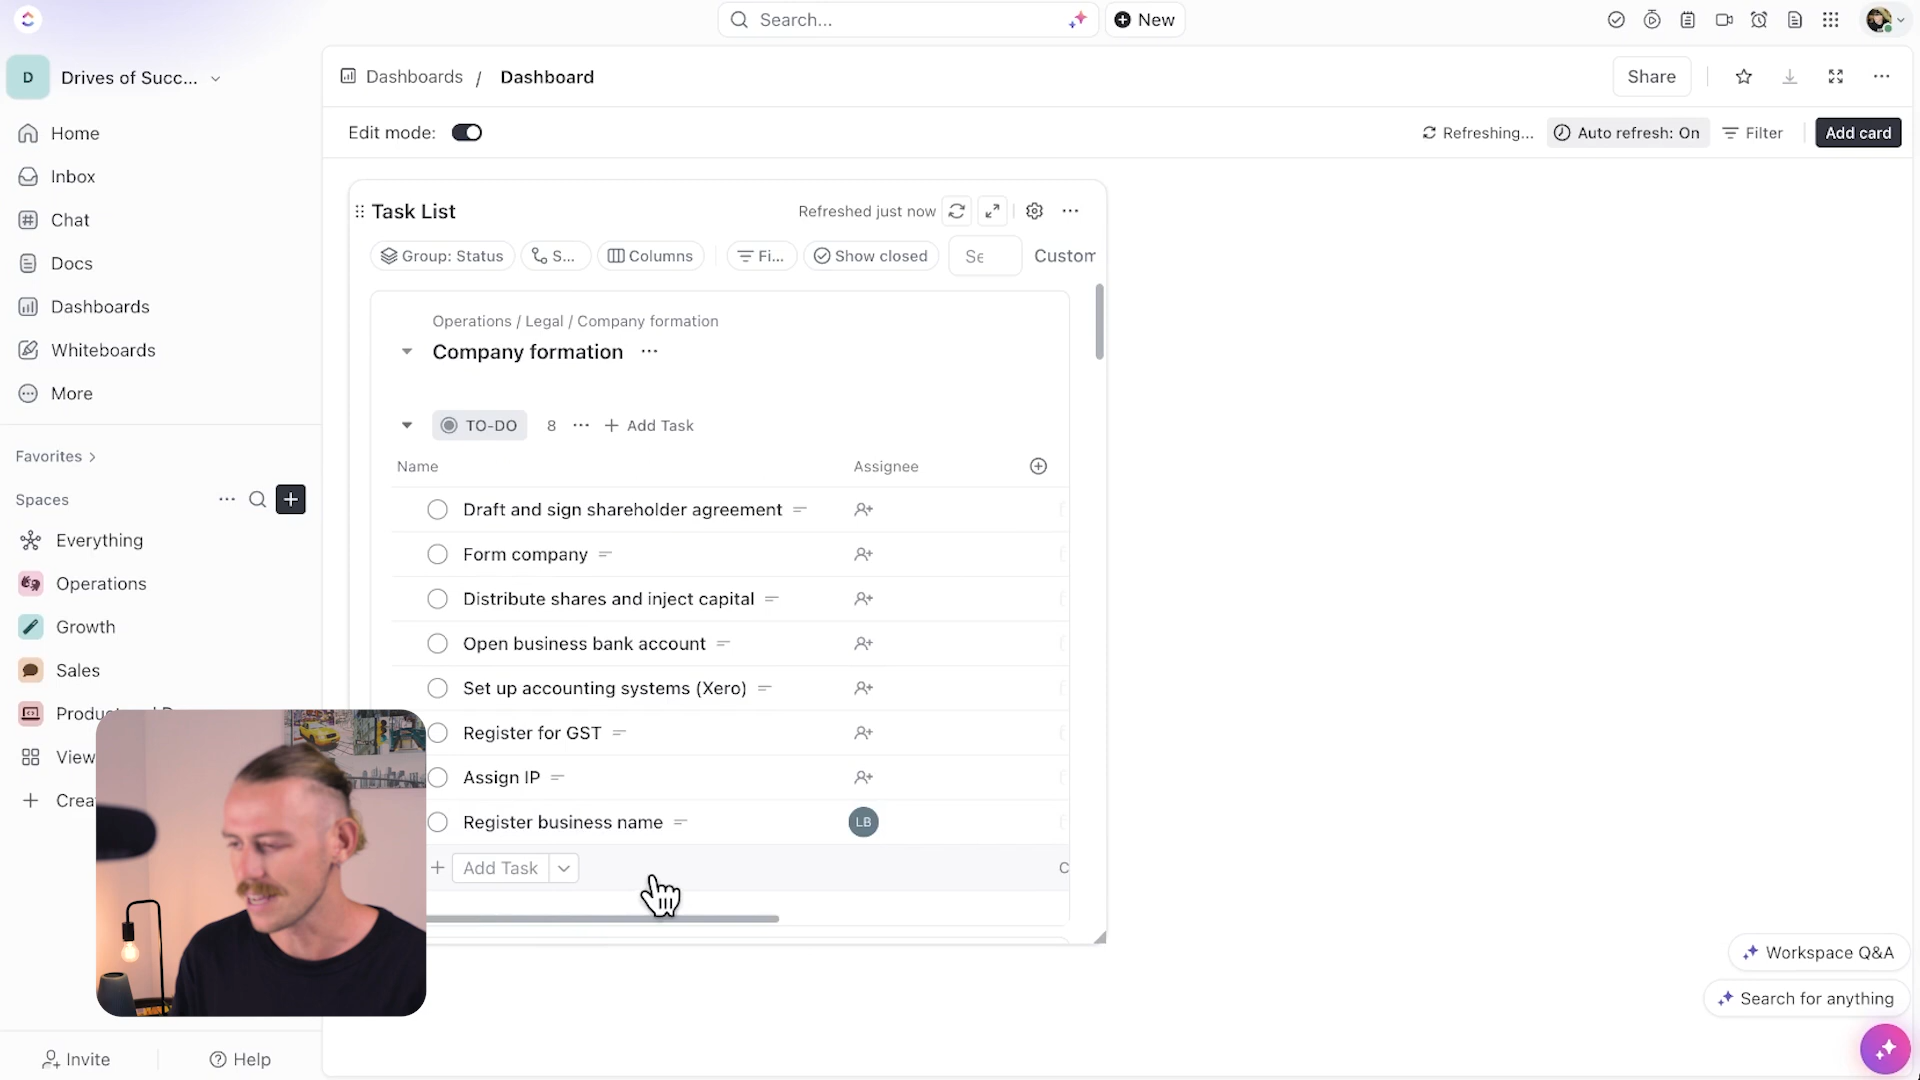 Search...
New
D
Drives of Succ...
Home
Inbox
Chat
Docs
Dashboards
Whiteboards
More
Favorites
Spaces
Everything
Operations
Growth
Sales
View
Invite
Help
Dashboards / Dashboard
Share
Edit mode:
Refreshing...
Auto refresh: On
Filter
Add card
Task List
Refreshed just now
Group: Status
S...
Columns
Fi...
Show closed
Se
Custom
Operations / Legal / Company formation
Company formation
TO-DO
8
Add Task
Name
Assignee
Draft and sign shareholder agreement
Form company
Distribute shares and inject capital
Open business bank account
Set up accounting systems (Xero)
Register for GST
Assign IP
Register business name
LB
Add Task
C
Workspace Q&A
Search for anything